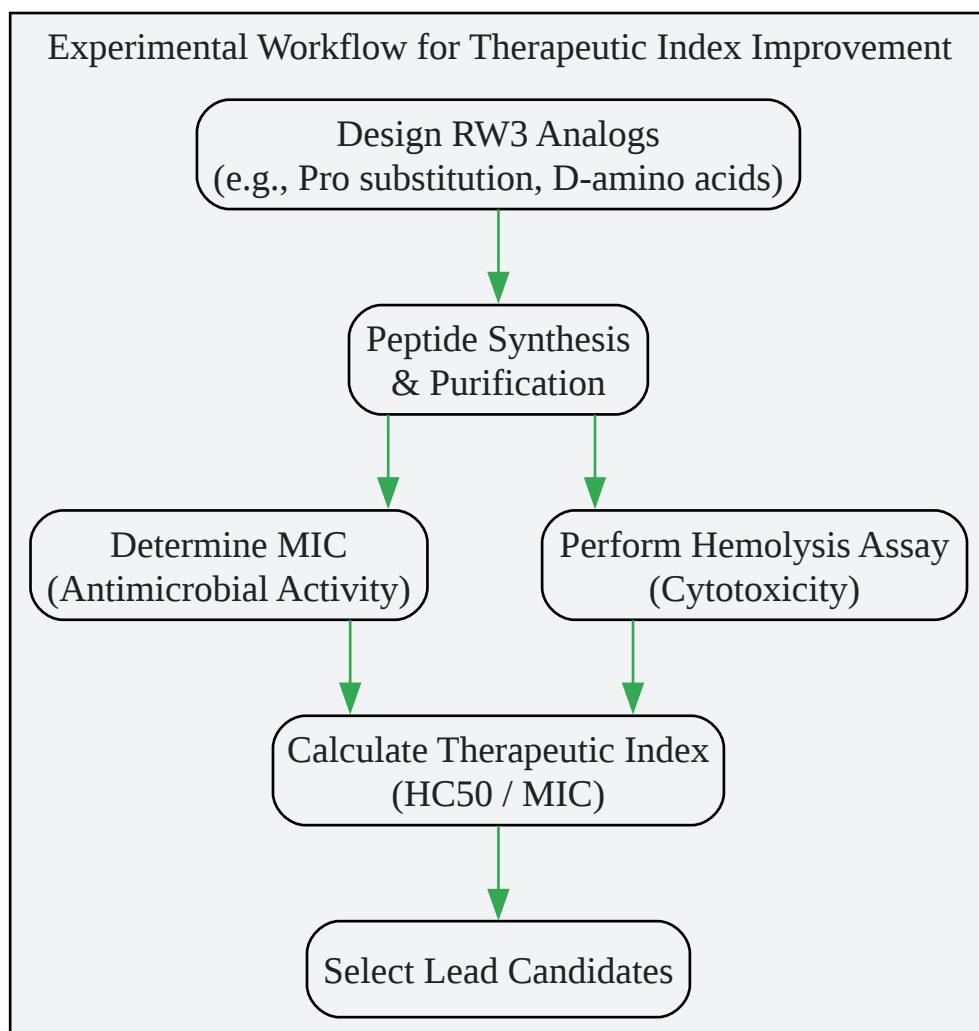 Experimental Workflow for Therapeutic Index Improvement
Design RW3 Analogs
(e.g., Pro substitution, D-amino acids)
Peptide Synthesis
& Purification
Determine MIC
(Antimicrobial Activity)
Perform Hemolysis Assay
(Cytotoxicity)
Calculate Therapeutic Index
(HC50 / MIC)
Select Lead Candidates